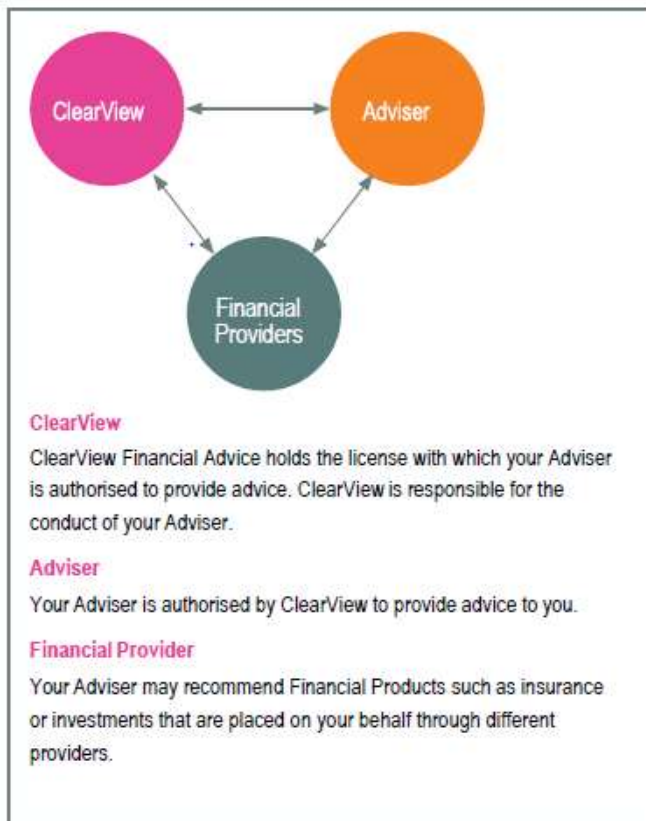 ClearView
Adviser
Financial
Providers
ClearView
ClearView Financial Advice holds the license with which your Adviser
is authorised to provide advice. ClearView is responsible for the
conduct of your Adviser.
Adviser
Your Adviser is authorised by ClearView to provide advice to you.
Financial Provider
Your Adviser may recommend Financial Products such as insurance
or investments that are placed on your behalf through different
providers.